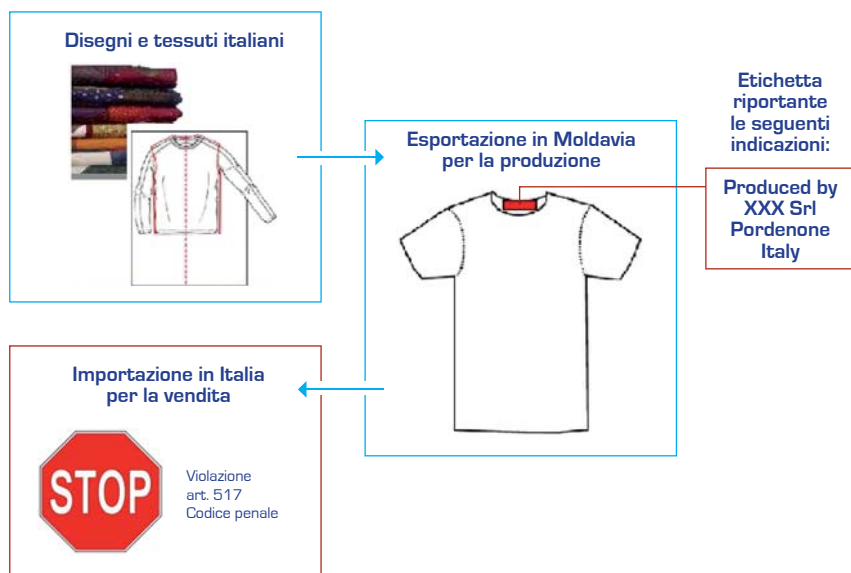 Disegni e tessuti italiani
Esportazione in Moldavia
per la produzione
Etichetta
riportante
le seguenti
indicazioni:
Produced by
XXX Srl
Pordenone
Italy
Importazione in Italia
per la vendita
STOP
Violazione
art. 517
Codice penale